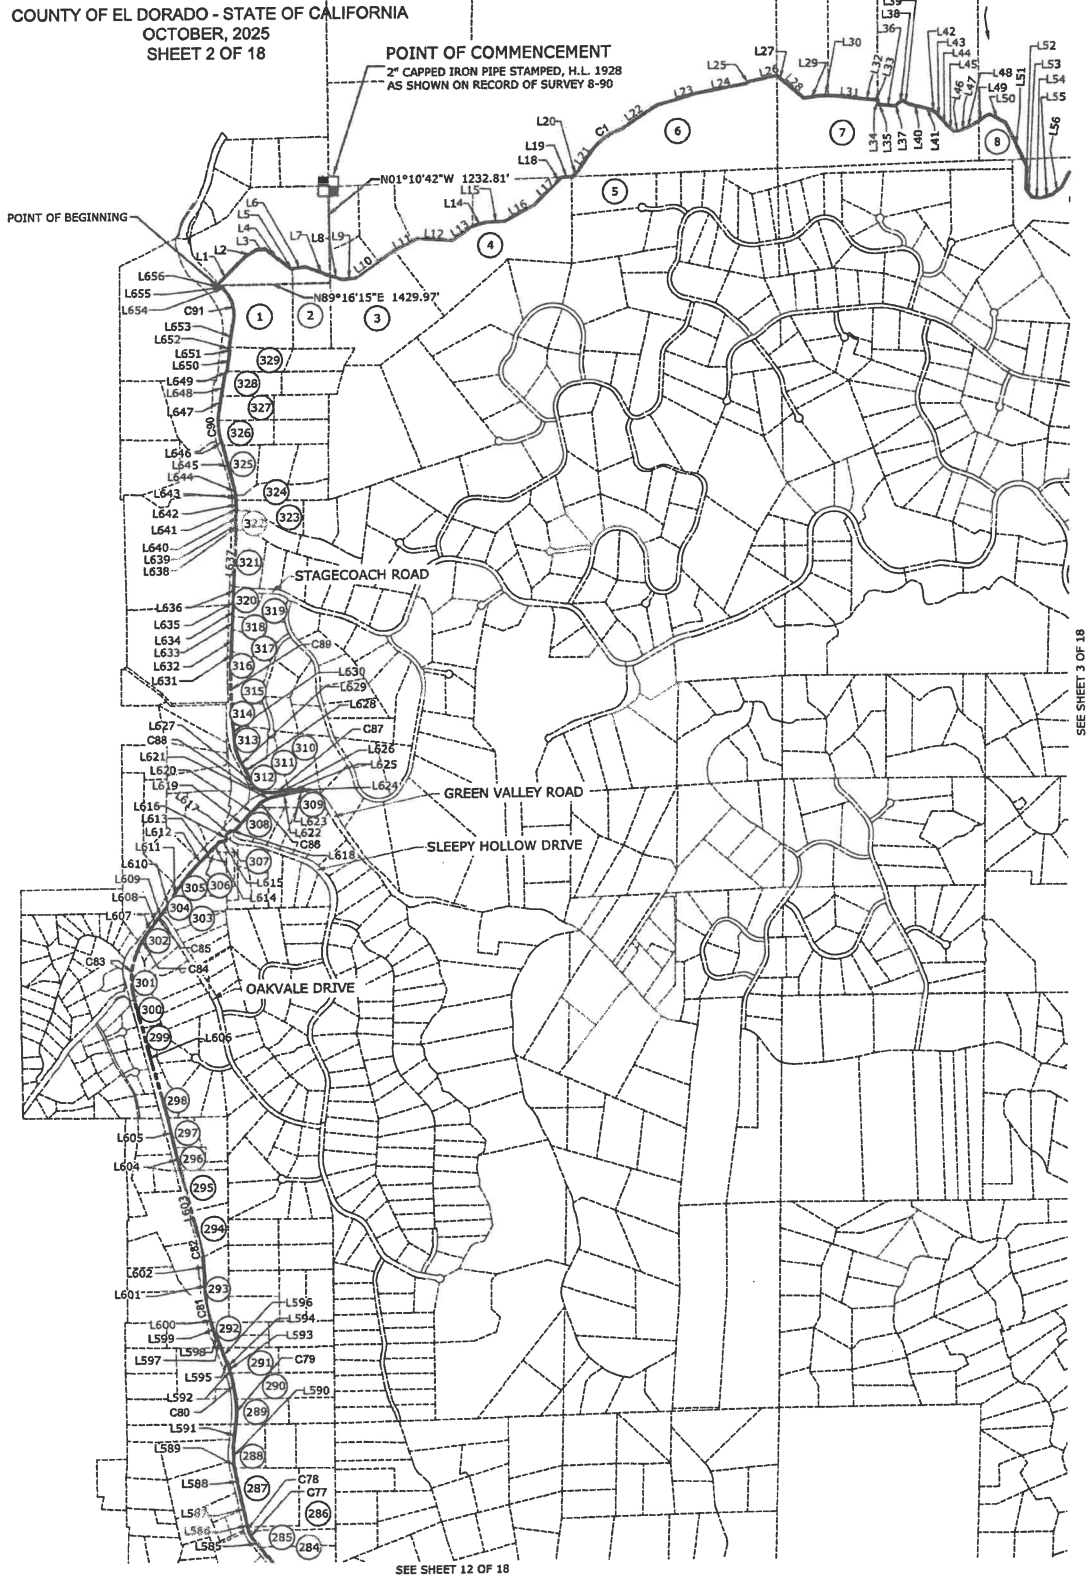 COUNTY OF EL DORADO - STATE OF CALIFORNIA
OCTOBER, 2025
SHEET 2 OF 18
POINT OF COMMENCEMENT
2" CAPPED IRON PIPE STAMPED, H.L. 1928
AS SHOWN ON RECORD OF SURVEY 8-90
N01°10'42"W 1232.81'
POINT OF BEGINNING
N89°16'15"E 1429.97'
L1
L2
L3
L4
L5
L6
L7
L8
L9
L10
L11
L12
L13
L14
L15
L16
L17
L18
L19
L20
L21
C1
L22
L23
L24
L25
L26
L27
L28
L29
L30
L31
L32
L33
L34
L35
L36
L37
L38
L39
L40
L41
L42
L43
L44
L45
L46
L47
L48
L49
L50
L51
L52
L53
L54
L55
L56
1
2
3
4
5
6
7
8
L656
L655
L654
C91
L653
L652
L651
L650
L649
L648
L647
C90
L646
L645
L644
L643
L642
L641
L640
L639
L638
L637
L636
L635
L634
L633
L632
L631
329
328
327
326
325
324
323
322
321
STAGECOACH ROAD
320
319
318
317
C89
316
L630
315
L629
314
L628
L627
313
C87
C88
310
L626
L621
311
L625
L620
312
L624
L619
GREEN VALLEY ROAD
L617
309
L616
L623
L613
308
L622
L612
C86
SLEEPY HOLLOW DRIVE
L611
307
L618
L610
306
L615
L609
305
L614
L608
304
303
L607
302
C85
C83
C84
301
OAKVALE DRIVE
300
299
L606
298
L605
297
L604
296
295
L603
294
C82
L602
L601
293
C81
L600
L599
L598
L597
292
L596
L594
L593
L595
291
C79
290
L590
L592
C80
289
L591
L589
288
L588
287
C78
C77
L587
286
L586
L585
285
284
SEE SHEET 3 OF 18
SEE SHEET 12 OF 18